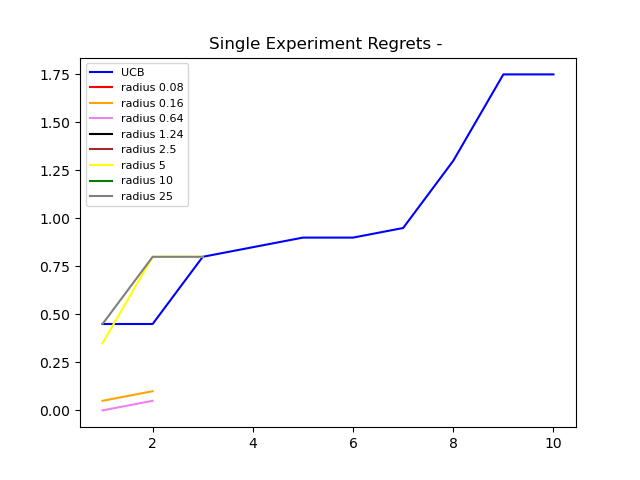 Single Experiment Regrets -
UCB
radius 0.08
radius 0.16
radius 0.64
radius 1.24
radius 2.5
radius 5
radius 10
radius 25
1.75
1.50
1.25
1.00
0.75
0.50
0.25
0.00
2 4 6 8 10